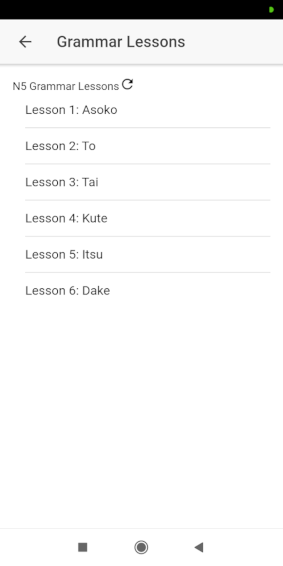 Grammar Lessons
N5 Grammar Lessons
Lesson 1: Asoko
Lesson 2: To
Lesson 3: Tai
Lesson 4: Kute
Lesson 5: Itsu
Lesson 6: Dake